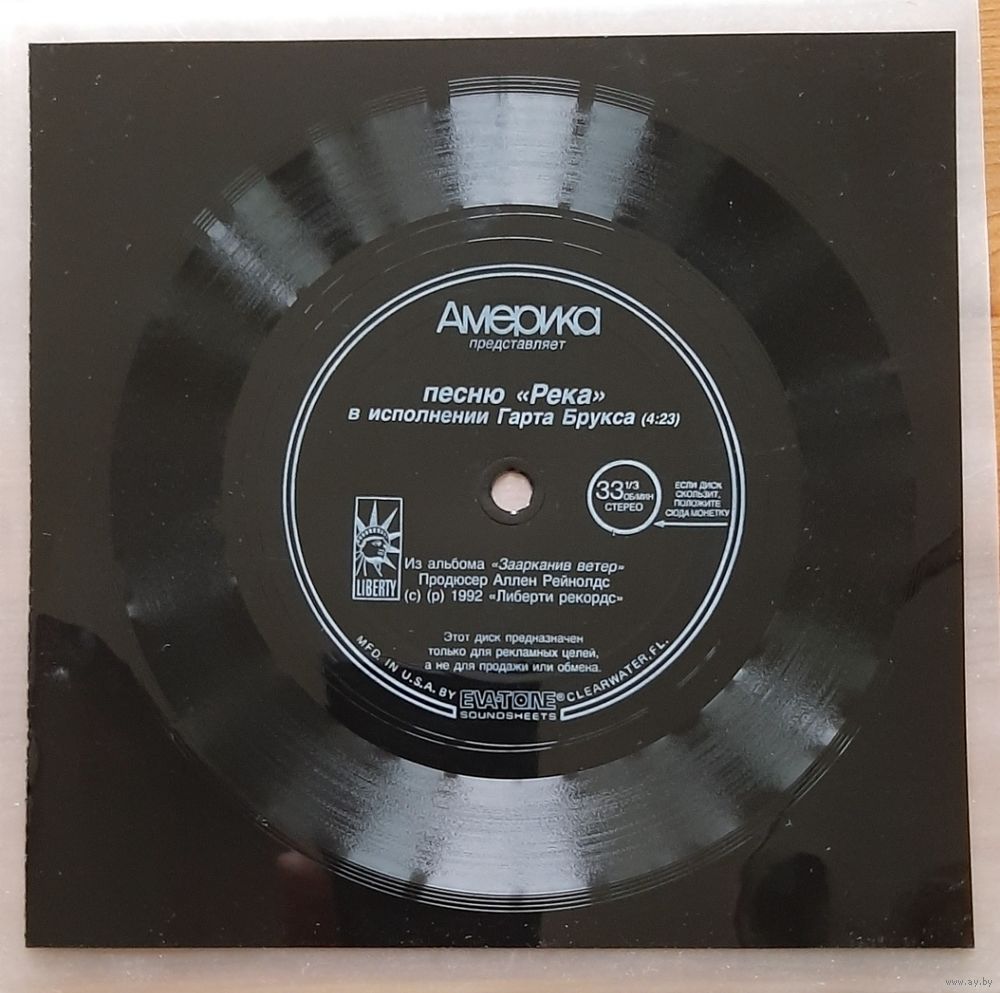 Америка
представляет
песню «Река»
в исполнении Гарта Брукса (4:23)
33 1/3
ОБ/МИН
СТЕРЕО
ЕСЛИ ДИСК
СКОЛЬЗИТ,
ПОЛОЖИТЕ
СЮДА МОНЕТКУ
LIBERTY
Из альбома «Заарканив ветер»
Продюсер Аллен Рейнолдс
(c) (p) 1992 «Либерти рекордс»
Этот диск предназначен
только для рекламных целей,
а не для продажи или обмена.
MFD. IN U.S.A. BY EVA-TONE® CLEARWATER, FL.
SOUNDSHEETS
www.ay.by